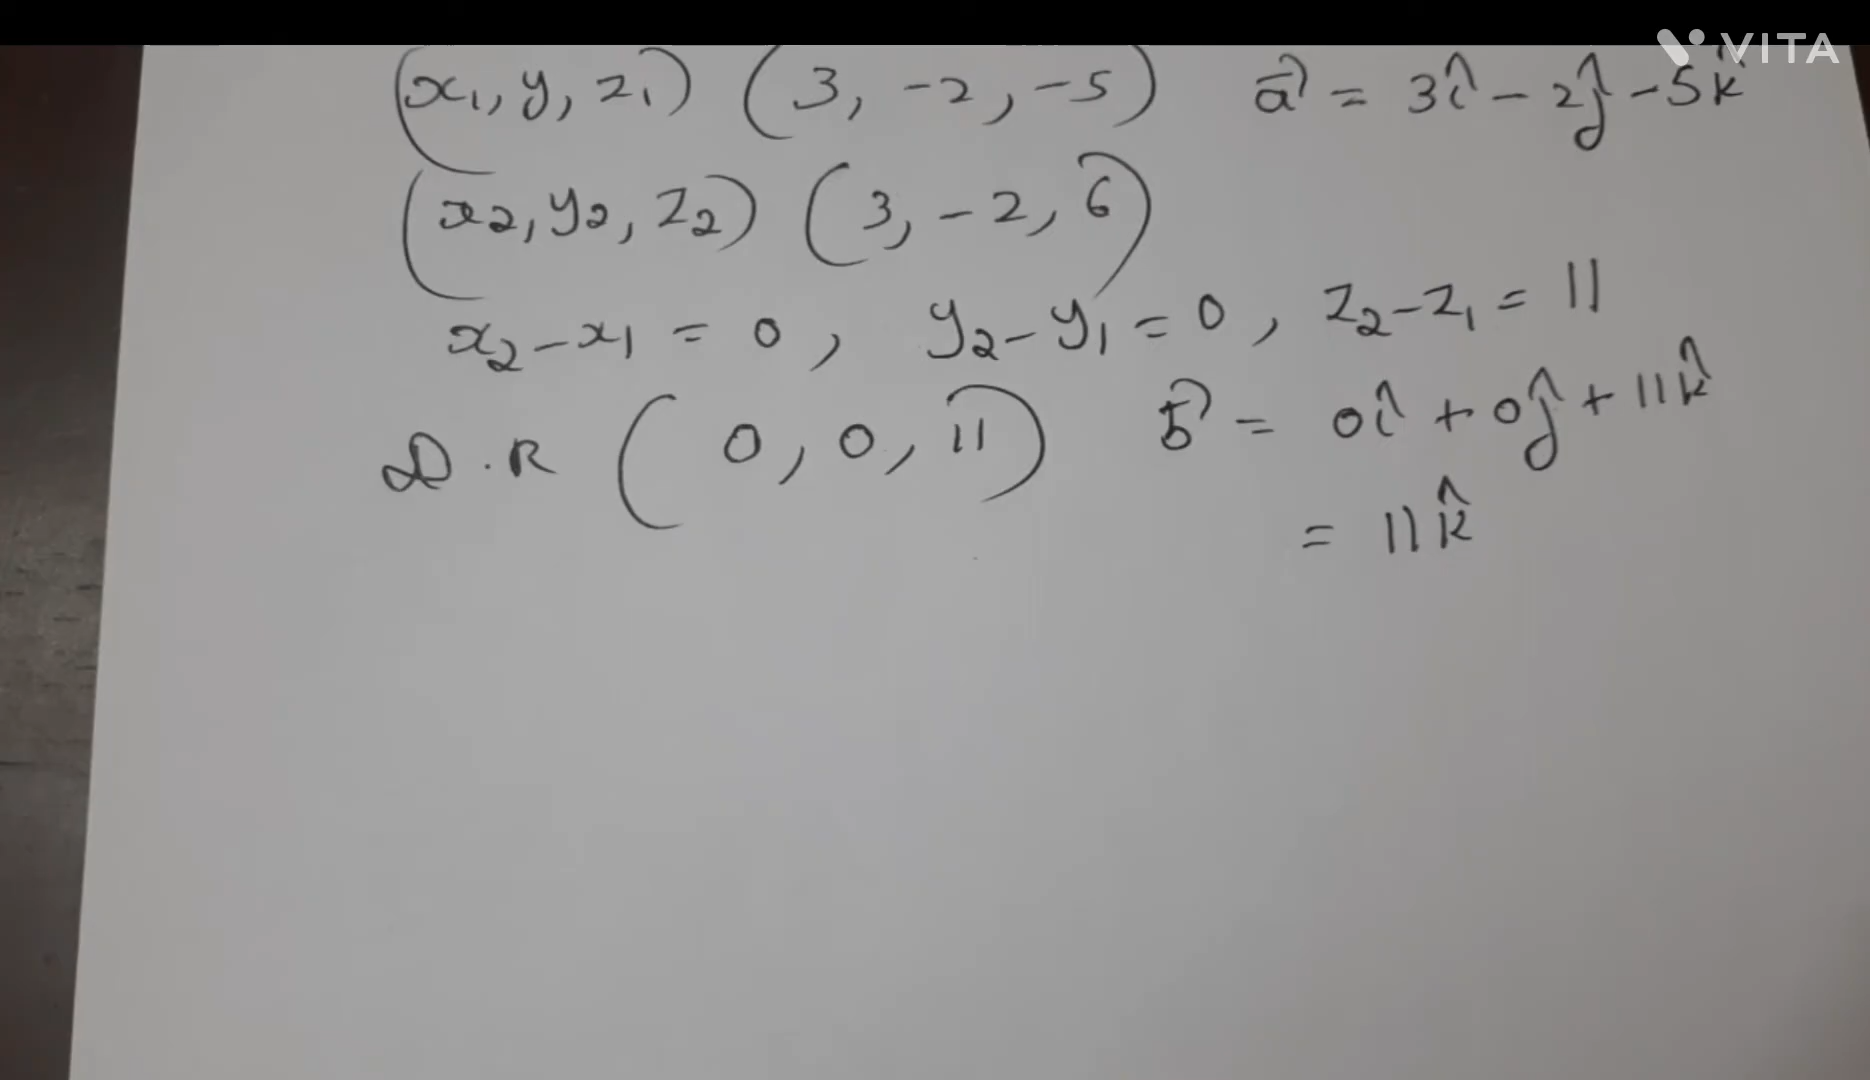 VITA
(x₁, y, z₁) (3, -2, -5) a⃗ = 3î - 2ĵ - 5k̂
(x₂, y₂, z₂) (3, -2, 6)
x₂ - x₁ = 0, y₂ - y₁ = 0, z₂ - z₁ = 11
D.R (0, 0, 11) b⃗ = 0î + 0ĵ + 11k̂
= 11k̂